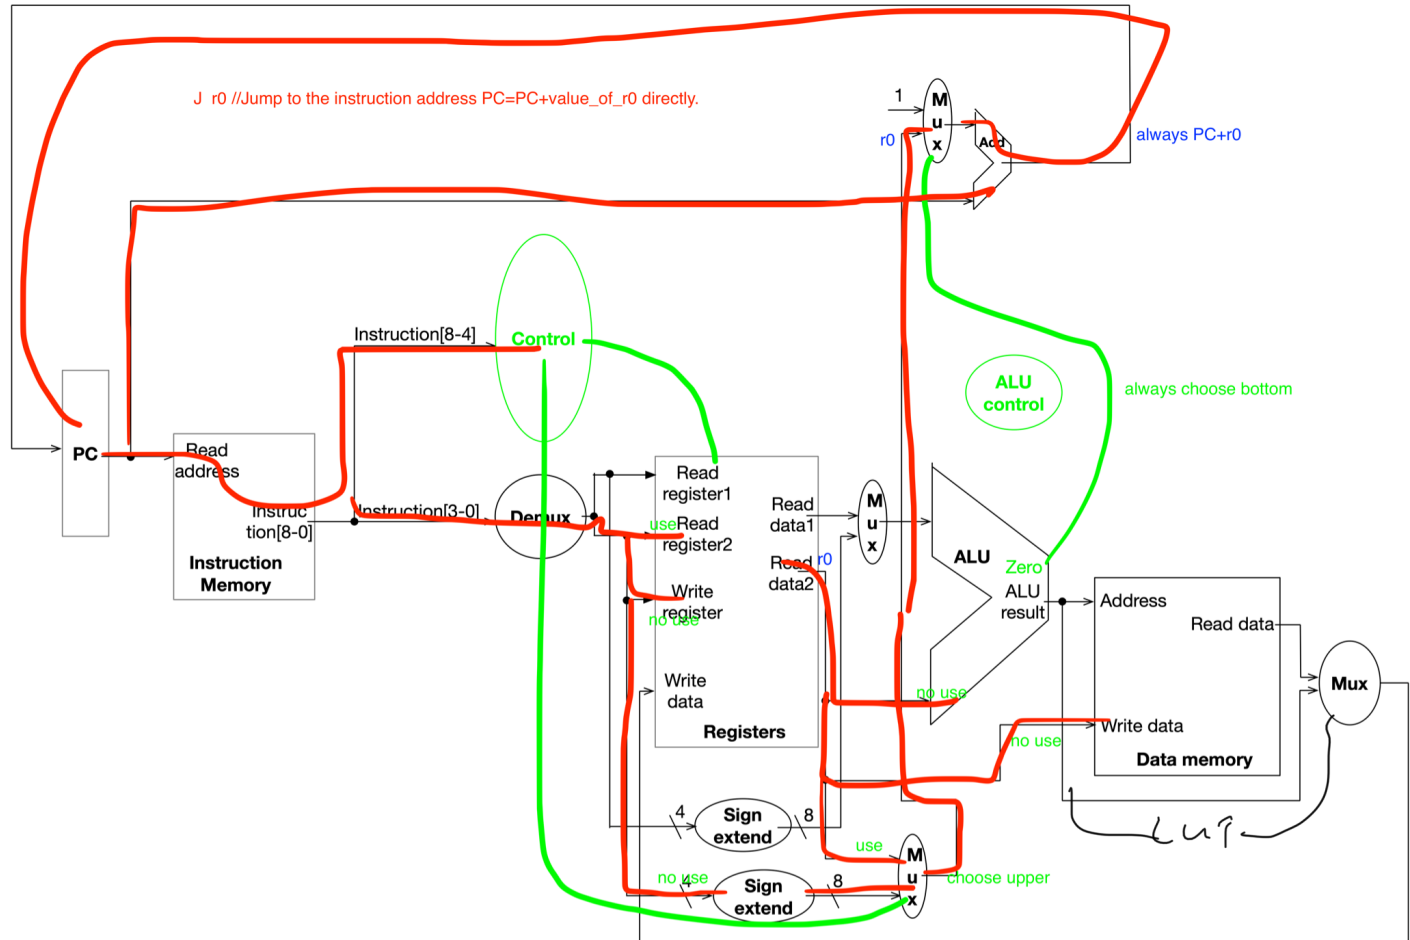 J r0 //Jump to the instruction address PC=PC+value_of_r0 directly.
1
M
u
x
r0
Add
always PC+r0
Control
Instruction[8-4]
ALU
control
always choose bottom
PC
Read
address
Instruc
tion[8-0]
Instruction
Memory
Instruction[3-0]
Demux
Read
register1
use
Read
register2
Write
register
no use
Write
data
Registers
Read
data1
Read
data2
r0
M
u
x
ALU
Zero
ALU
result
no use
Address
Read data
Write data
no use
Data memory
Mux
4
Sign
extend
8
no use
4
Sign
extend
8
use
M
u
x
choose upper